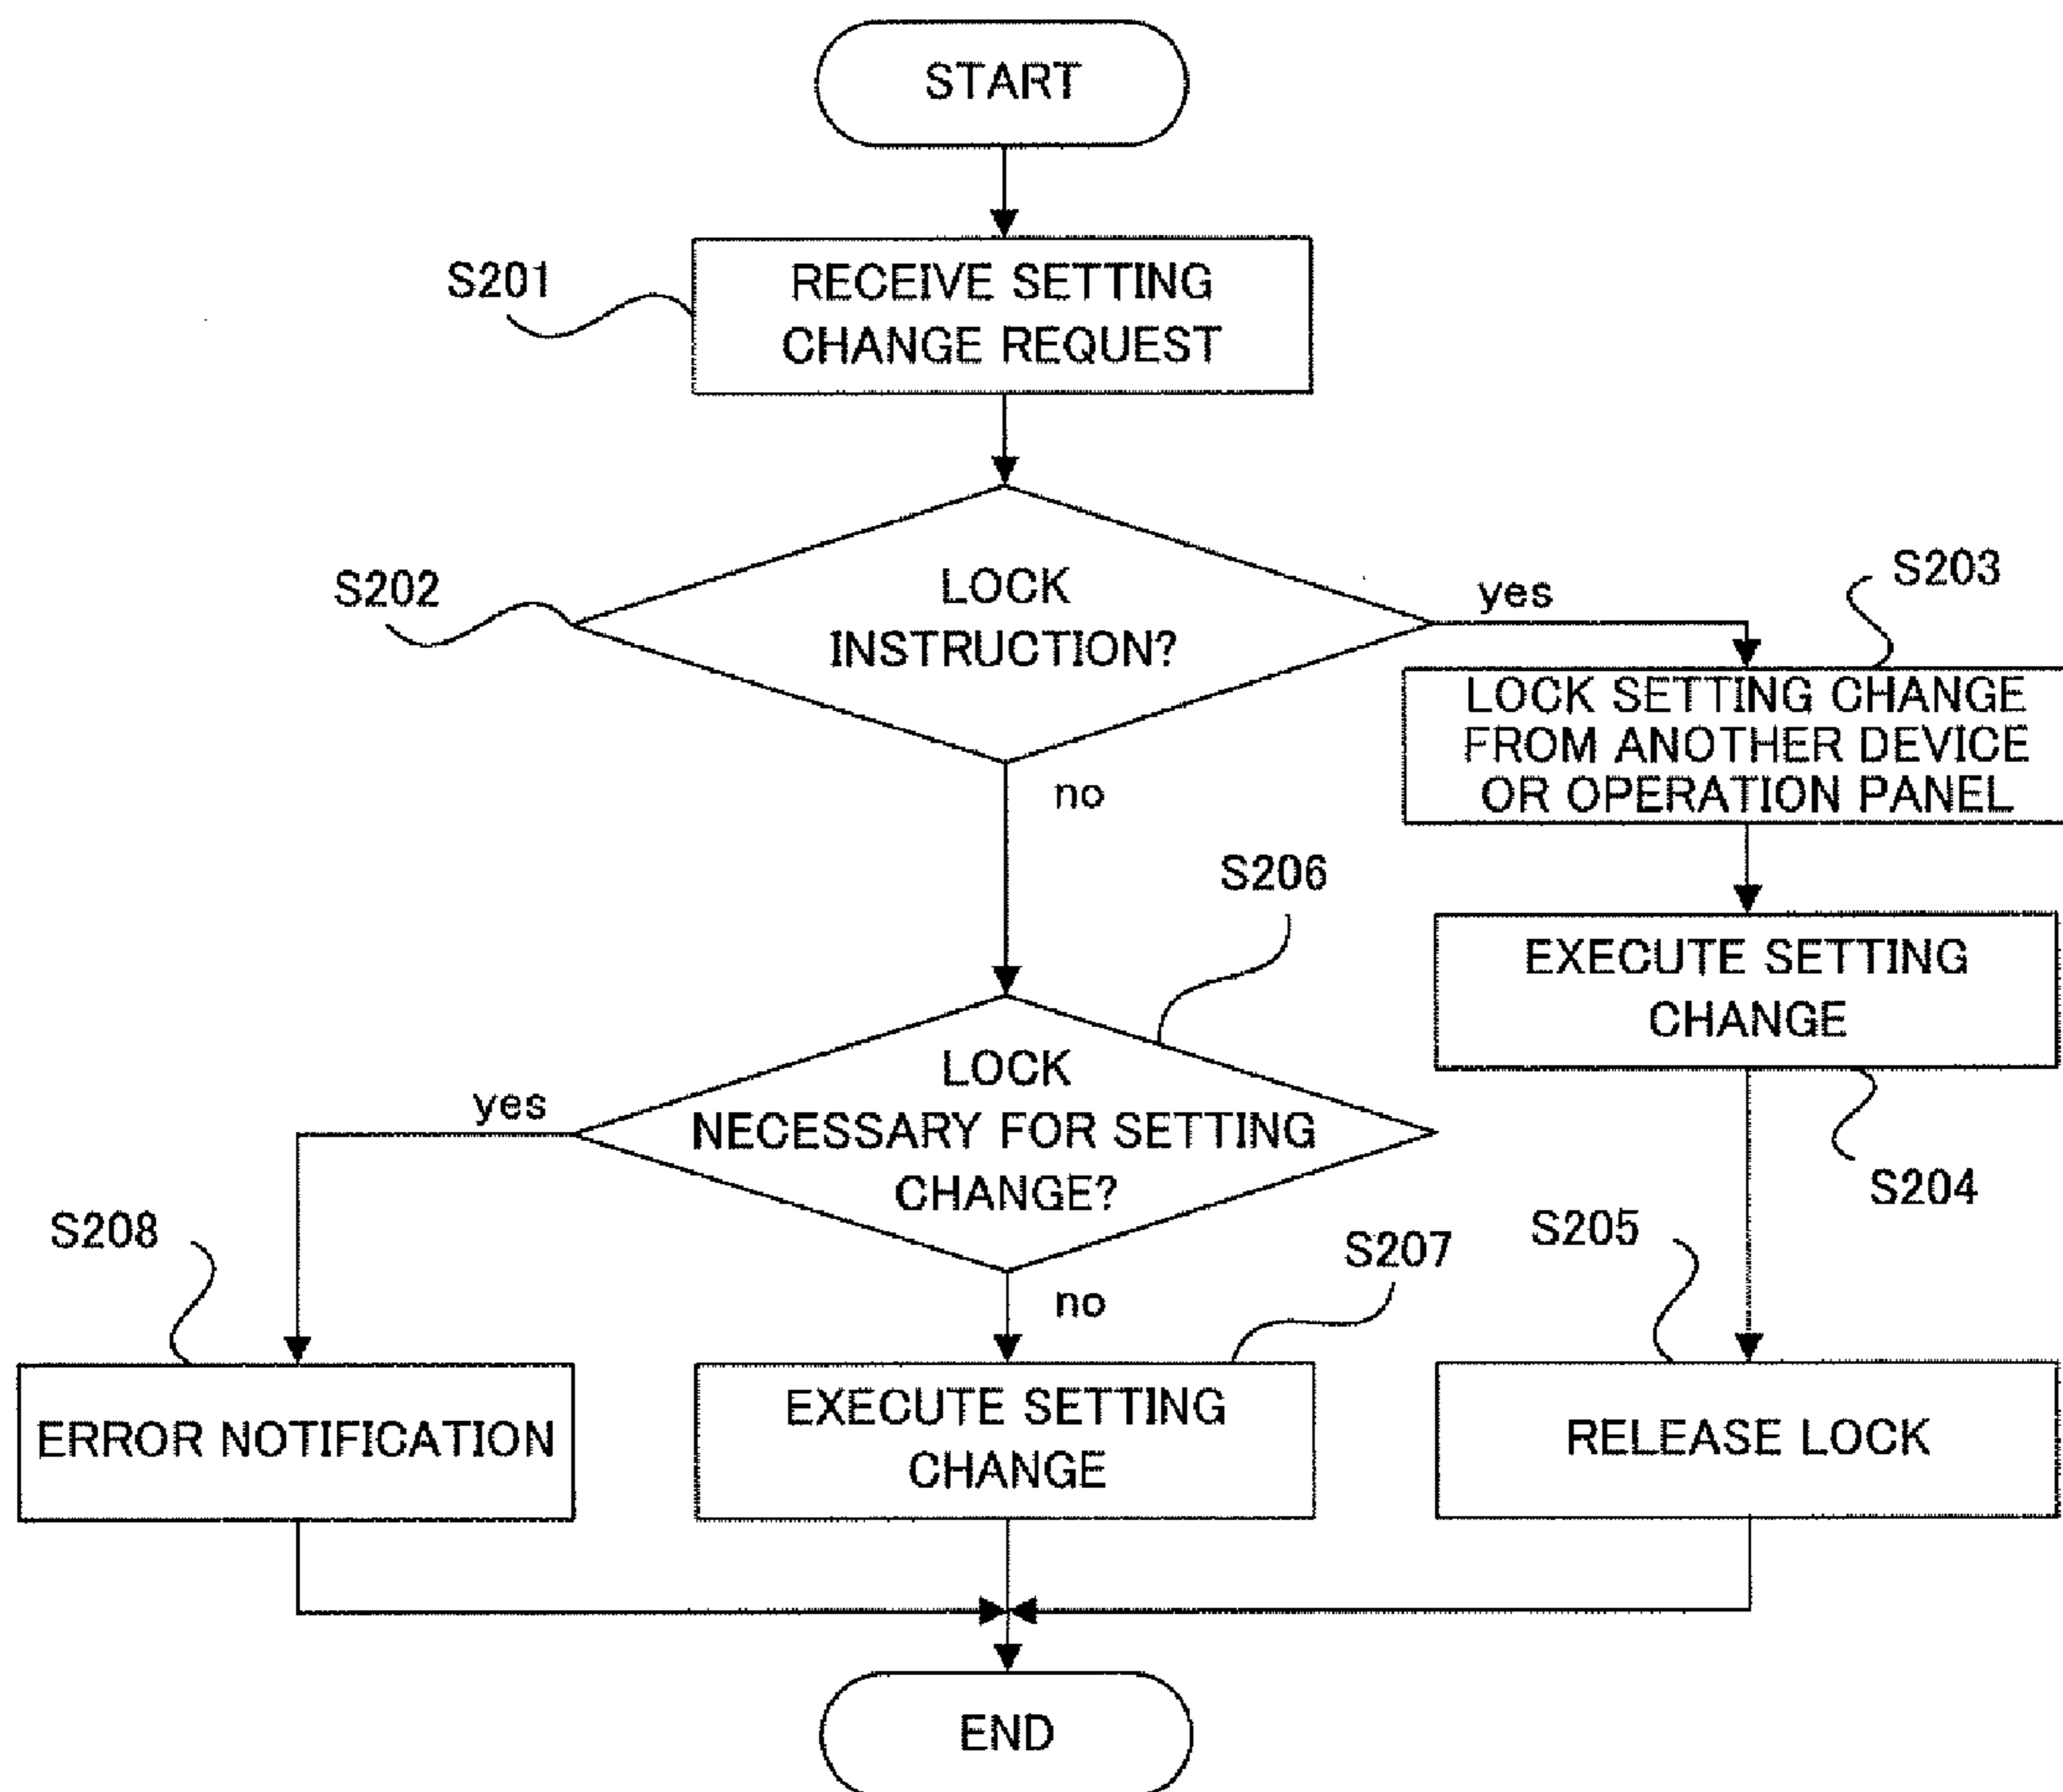 START
S201
RECEIVE SETTING
CHANGE REQUEST
S202
LOCK
INSTRUCTION?
yes
no
S203
LOCK SETTING CHANGE
FROM ANOTHER DEVICE
OR OPERATION PANEL
EXECUTE SETTING
CHANGE
S204
S206
LOCK
NECESSARY FOR SETTING
CHANGE?
yes
no
S208
ERROR NOTIFICATION
S207
EXECUTE SETTING
CHANGE
S205
RELEASE LOCK
END